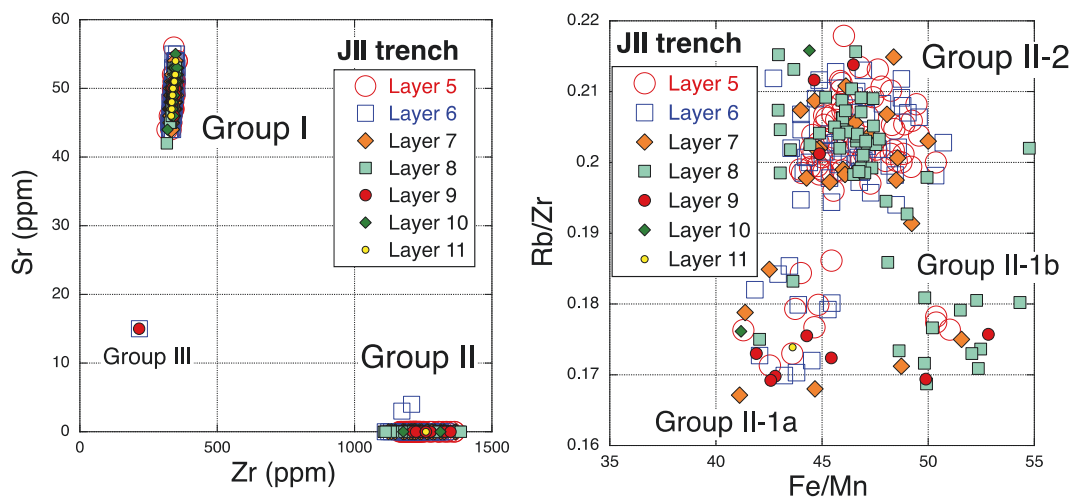 60
50
40
30
20
10
0
Sr (ppm)
0
500
1000
1500
Zr (ppm)
JII trench
Layer 5
Layer 6
Layer 7
Layer 8
Layer 9
Layer 10
Layer 11
Group I
Group II
Group III
0.22
0.21
0.20
0.19
0.18
0.17
0.16
Rb/Zr
35
40
45
50
55
Fe/Mn
JII trench
Layer 5
Layer 6
Layer 7
Layer 8
Layer 9
Layer 10
Layer 11
Group II-2
Group II-1b
Group II-1a